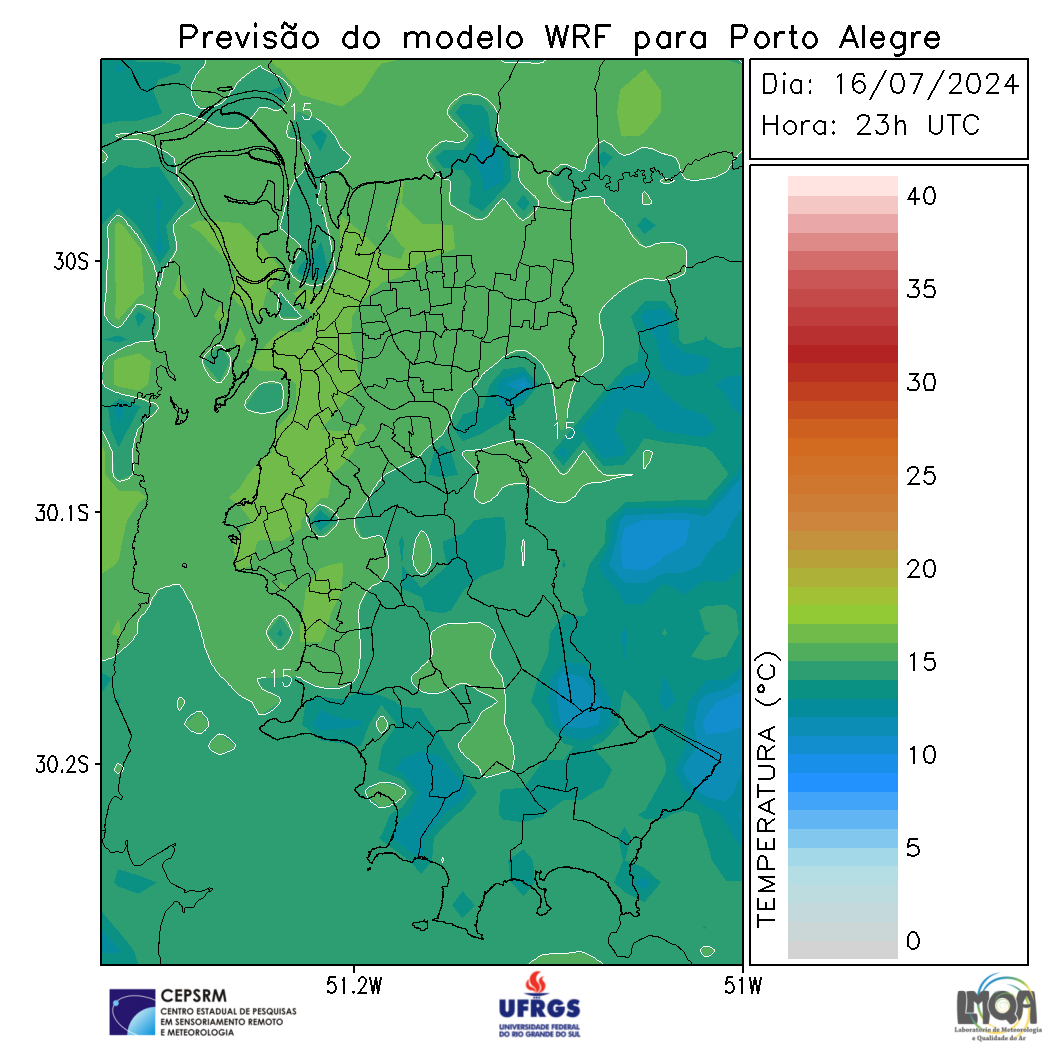 Previsão do modelo WRF para Porto Alegre
Dia: 16/07/2024
Hora: 23h UTC
40
35
30
25
20
15
10
5
0
TEMPERATURA (°C)
15
15
15
30S
30.1S
30.2S
51.2W
51W
CEPSRM
CENTRO ESTADUAL DE PESQUISAS
EM SENSORIAMENTO REMOTO
E METEOROLOGIA
UFRGS
UNIVERSIDADE FEDERAL
DO RIO GRANDE DO SUL
LMQA
Laboratório de Meteorologia
e Qualidade do Ar